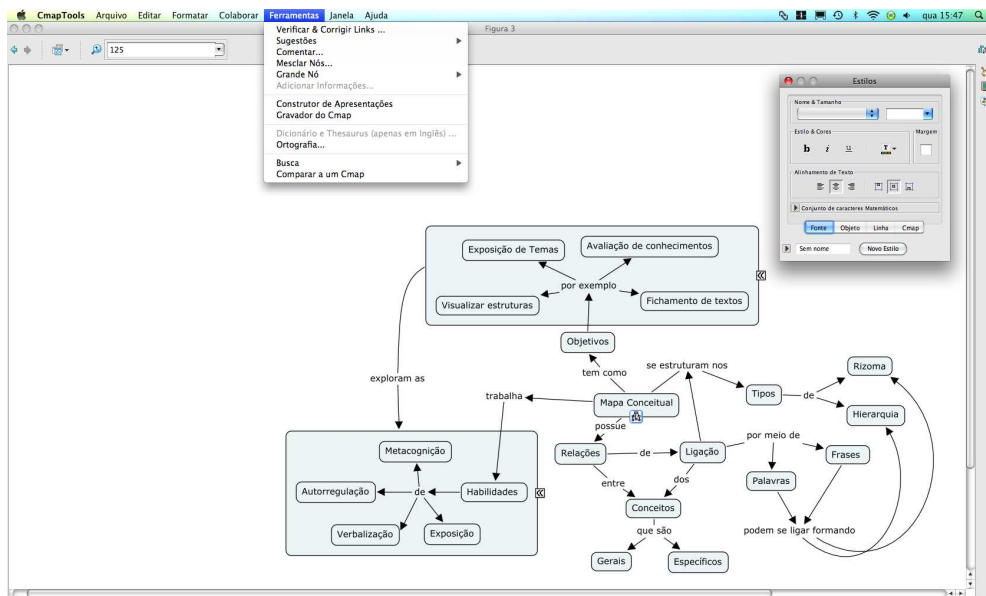 CmapTools Arquivo Editar Formatar Colaborar Ferramentas Janela Ajuda qua 15:47
Figura 3
125
Verificar & Corrigir Links ...
Sugestões
Comentar...
Mesclar Nós...
Grande Nó
Adicionar Informações...
Construtor de Apresentações
Gravador do Cmap
Dicionário e Thesaurus (apenas em Inglês) ...
Ortografia...
Busca
Comparar a um Cmap
Estilos
Nome & Tamanho
Estilo & Cores
Margem
b i u T
Alinhamento de Texto
Conjunto de caracteres Matemáticos
Fonte Objeto Linha Cmap
Sem nome Novo Estilo
Exposição de Temas
Avaliação de conhecimentos
por exemplo
Visualizar estruturas
Fichamento de textos
Objetivos
tem como
se estruturam nos
Rizoma
exploram as
trabalha
Mapa Conceitual
Tipos
de
Hierarquia
possue
Relações
de
Ligação
por meio de
Frases
Metacognição
entre
dos
Palavras
Autorregulação
de
Habilidades
Conceitos
podem se ligar formando
Verbalização
Exposição
que são
Gerais
Específicos